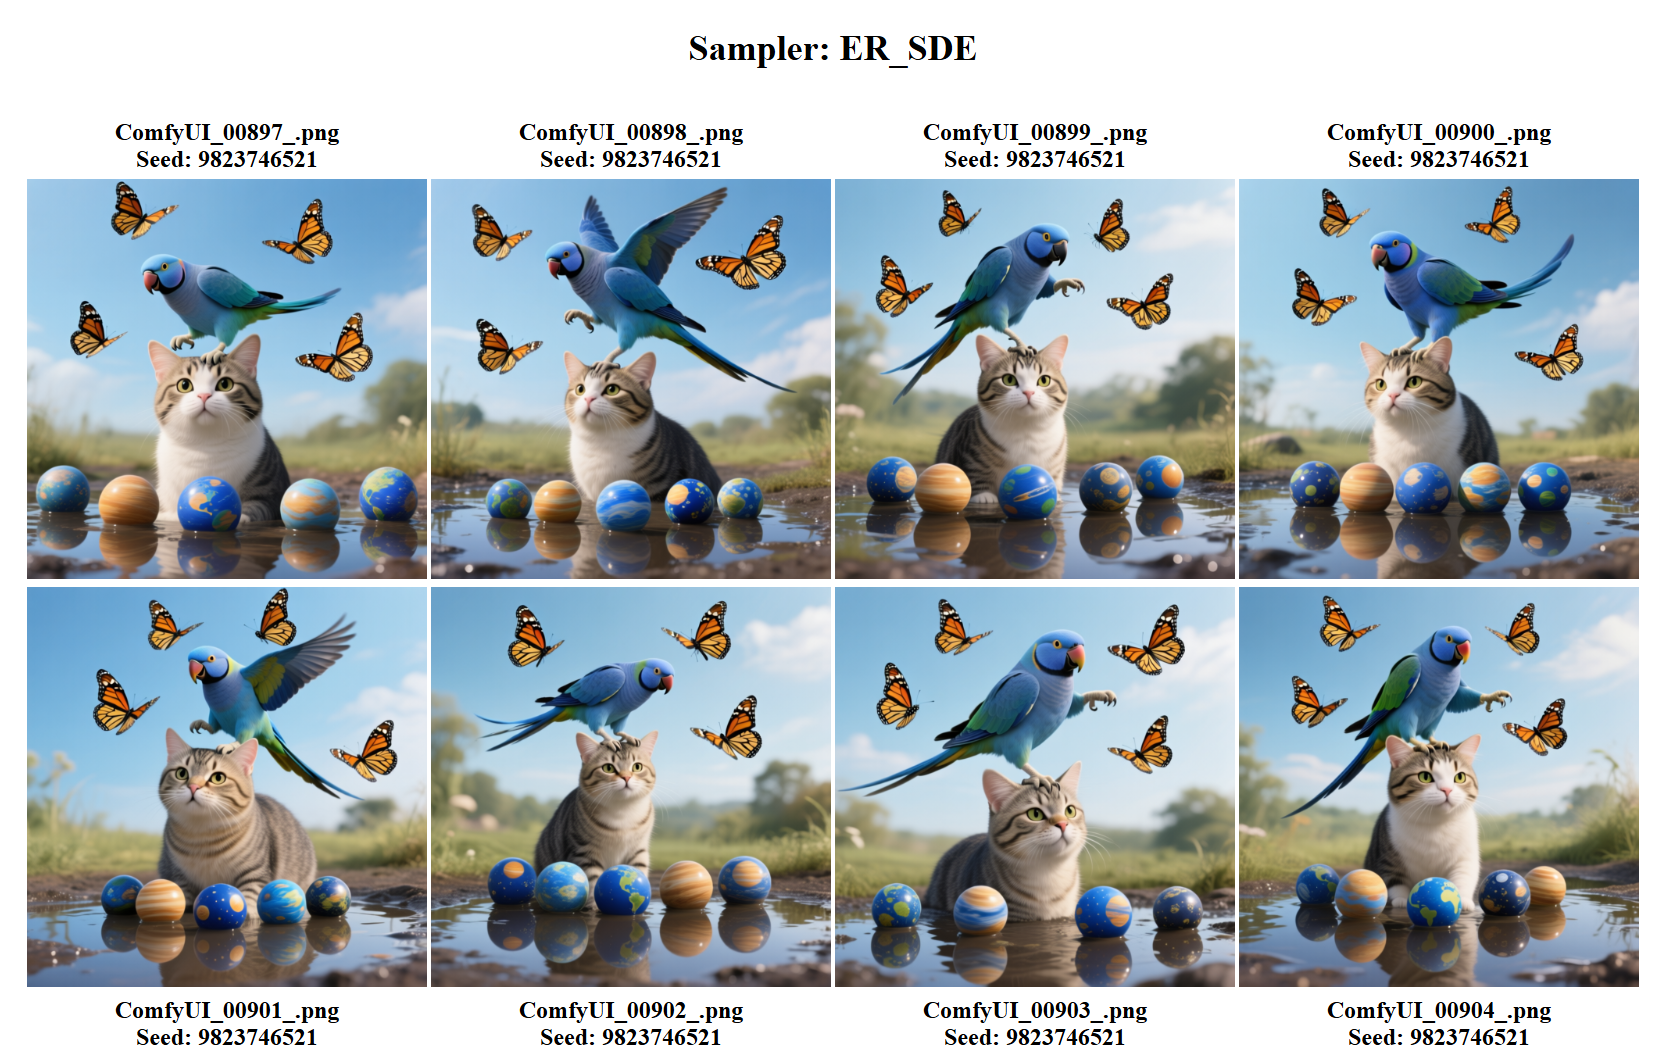 Sampler: ER_SDE
ComfyUI_00897_.png
Seed: 9823746521
ComfyUI_00898_.png
Seed: 9823746521
ComfyUI_00899_.png
Seed: 9823746521
ComfyUI_00900_.png
Seed: 9823746521
ComfyUI_00901_.png
Seed: 9823746521
ComfyUI_00902_.png
Seed: 9823746521
ComfyUI_00903_.png
Seed: 9823746521
ComfyUI_00904_.png
Seed: 9823746521